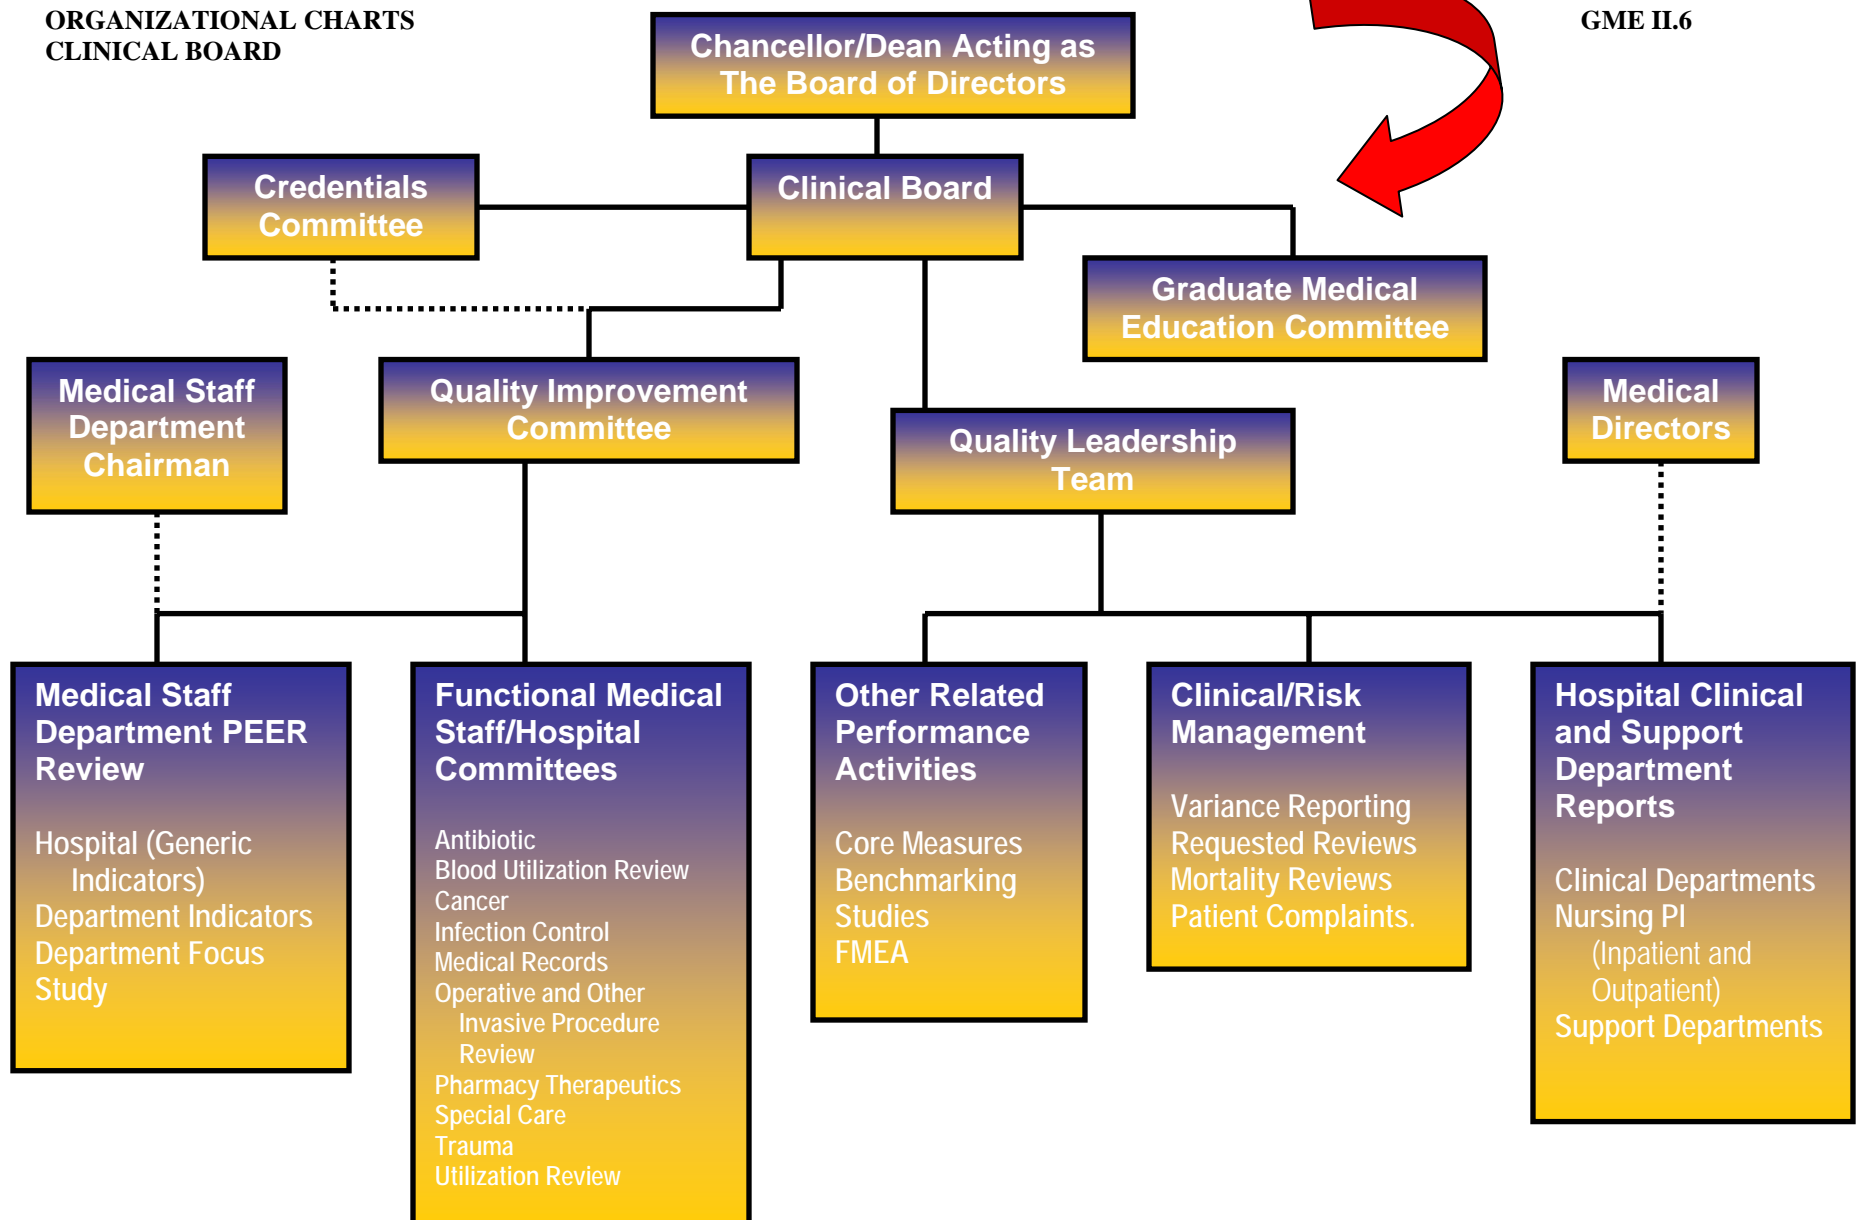 ORGANIZATIONAL CHARTS
CLINICAL BOARD
GME II.6
Chancellor/Dean Acting as
The Board of Directors
Credentials
Committee
Clinical Board
Graduate Medical
Education Committee
Medical Staff
Department
Chairman
Quality Improvement
Committee
Quality Leadership
Team
Medical
Directors
Medical Staff
Department PEER
Review
Hospital (Generic
Indicators)
Department Indicators
Department Focus
Study
Functional Medical
Staff/Hospital
Committees
Antibiotic
Blood Utilization Review
Cancer
Infection Control
Medical Records
Operative and Other
Invasive Procedure
Review
Pharmacy Therapeutics
Special Care
Trauma
Utilization Review
Other Related
Performance
Activities
Core Measures
Benchmarking
Studies
FMEA
Clinical/Risk
Management
Variance Reporting
Requested Reviews
Mortality Reviews
Patient Complaints.
Hospital Clinical
and Support
Department
Reports
Clinical Departments
Nursing PI
(Inpatient and
Outpatient)
Support Departments